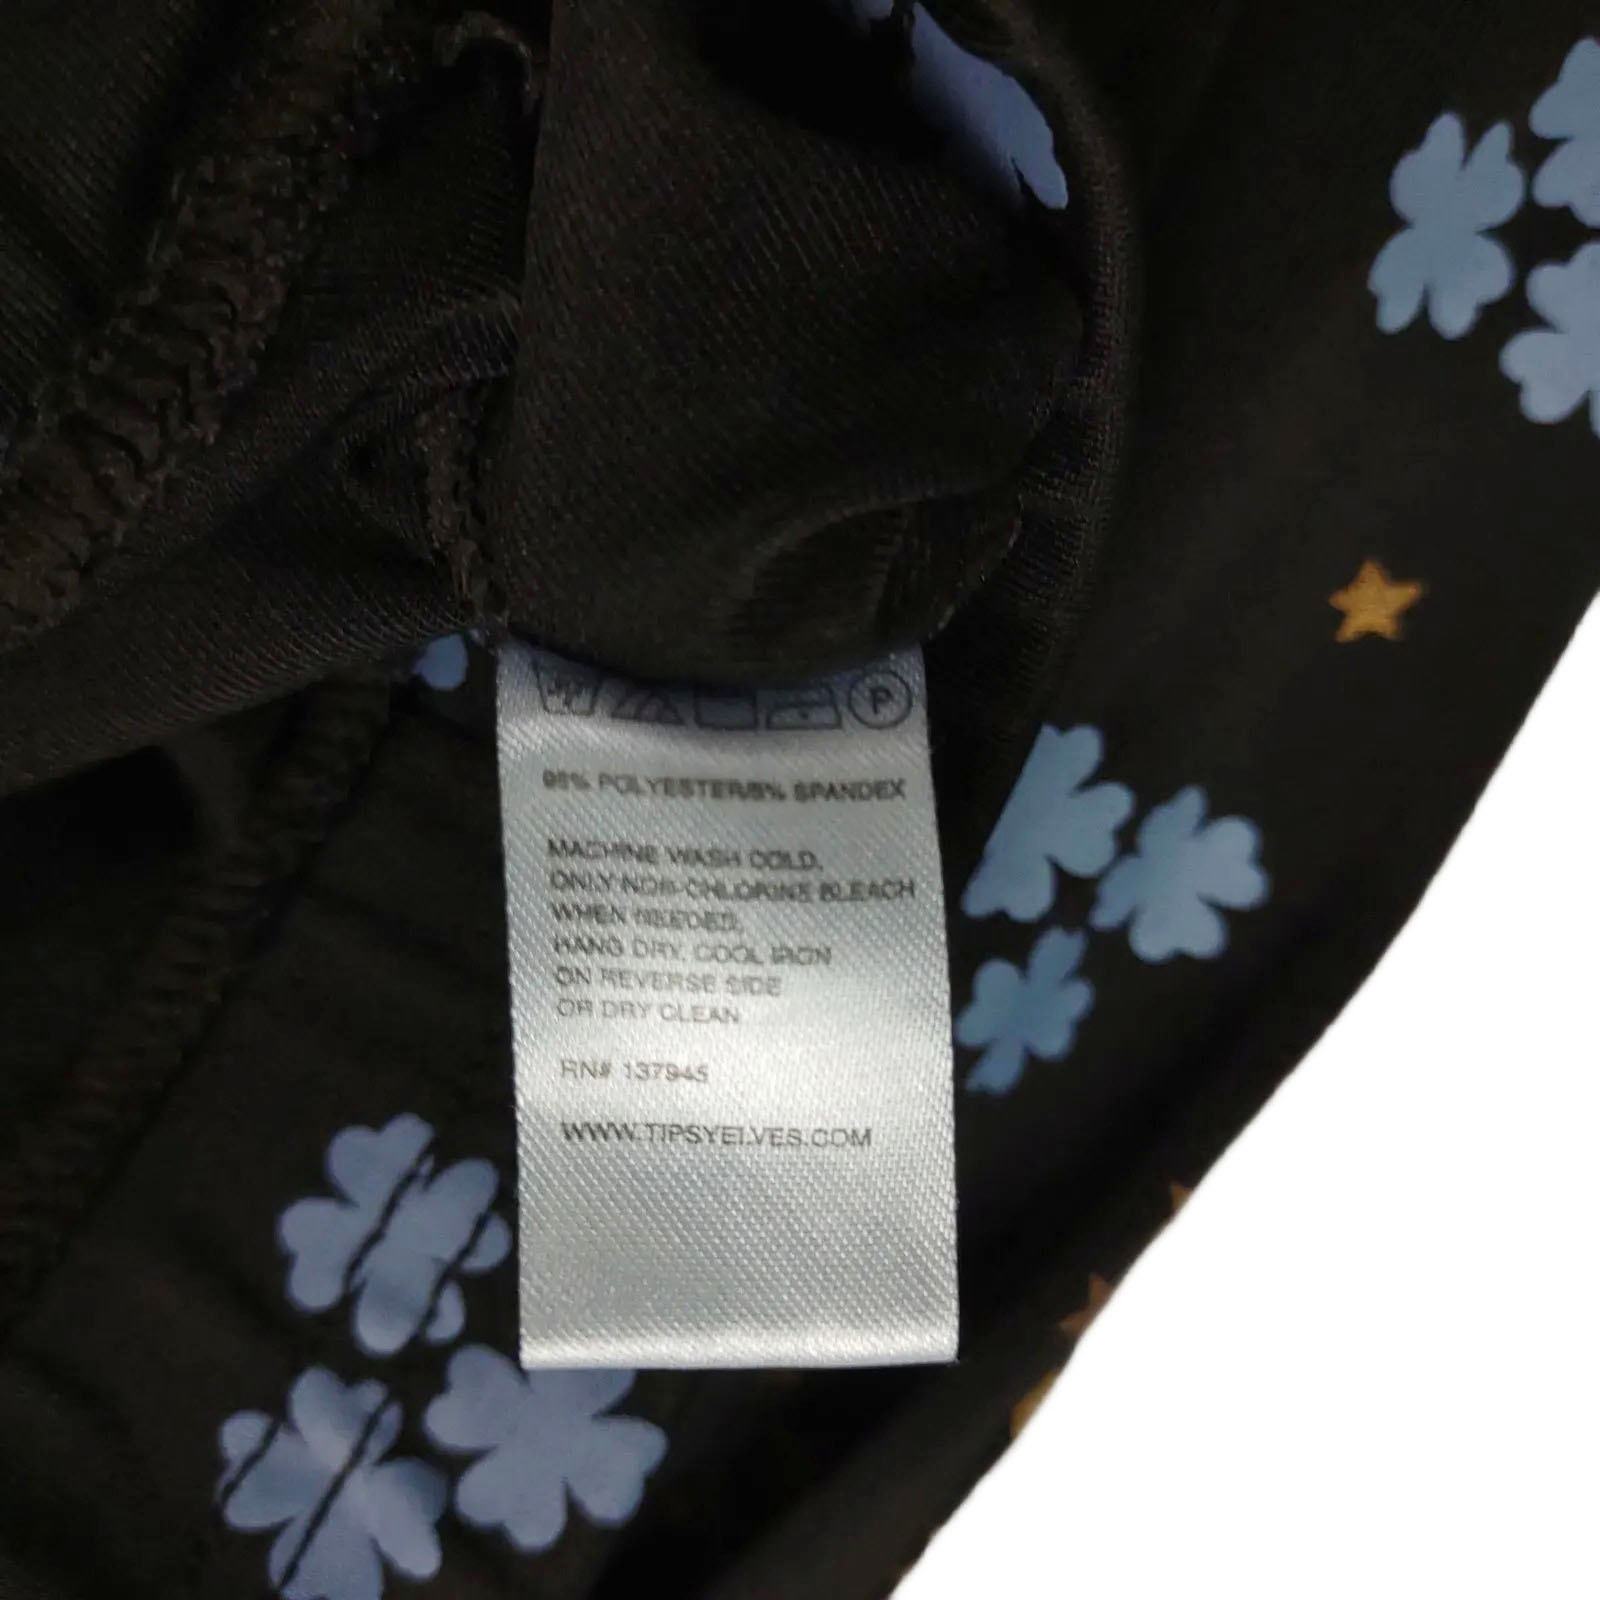 P
95% POLYESTER/5% SPANDEX
MACHINE WASH COLD.
ONLY NON-CHLORINE BLEACH
WHEN NEEDED.
HANG DRY. COOL IRON
ON REVERSE SIDE
OR DRY CLEAN
RN# 137945
WWW.TIPSYELVES.COM